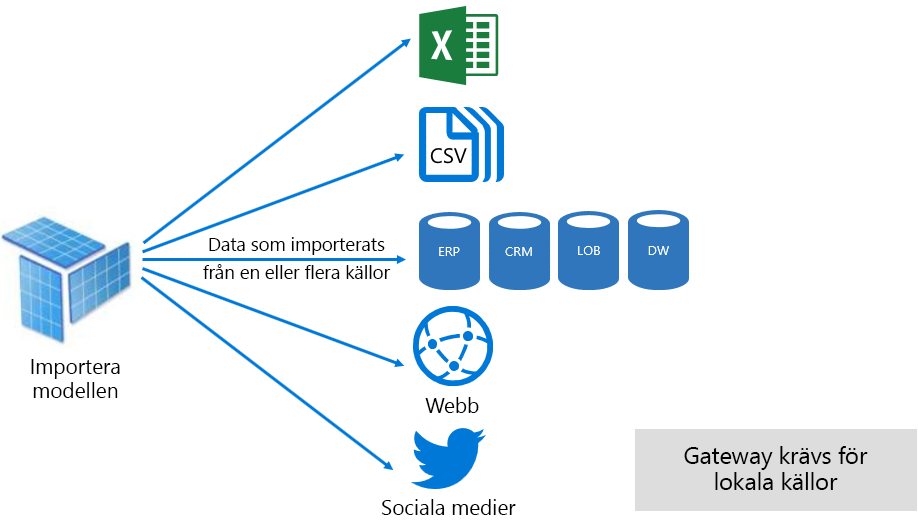 X
CSV
Data som importerats
från en eller flera källor
ERP
CRM
LOB
DW
Importera
modellen
Webb
Sociala medier
Gateway krävs för
lokala källor